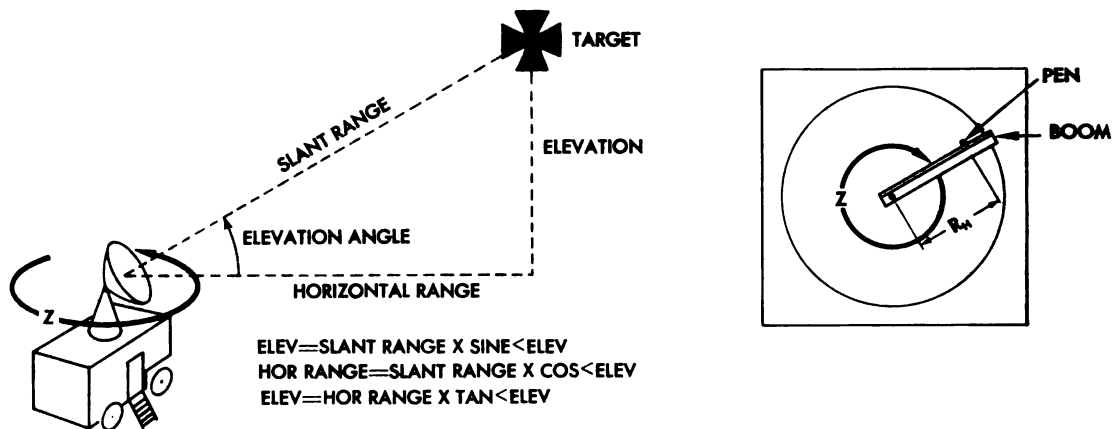 TARGET
SLANT RANGE
ELEVATION
ELEVATION ANGLE
HORIZONTAL RANGE
Z
ELEV=SLANT RANGE X SINE<ELEV
HOR RANGE=SLANT RANGE X COS<ELEV
ELEV=HOR RANGE X TAN<ELEV
PEN
BOOM
Z
RH